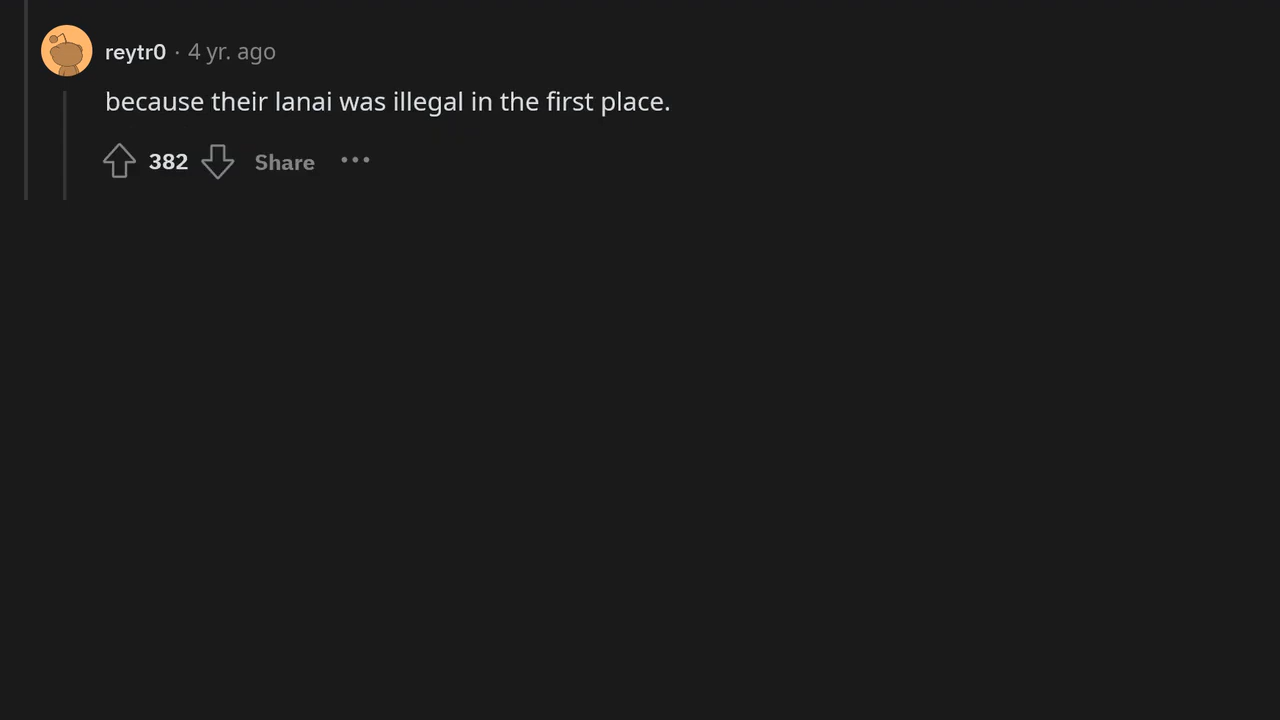 reytr0 · 4 yr. ago
because their lanai was illegal in the first place.
382 Share •••